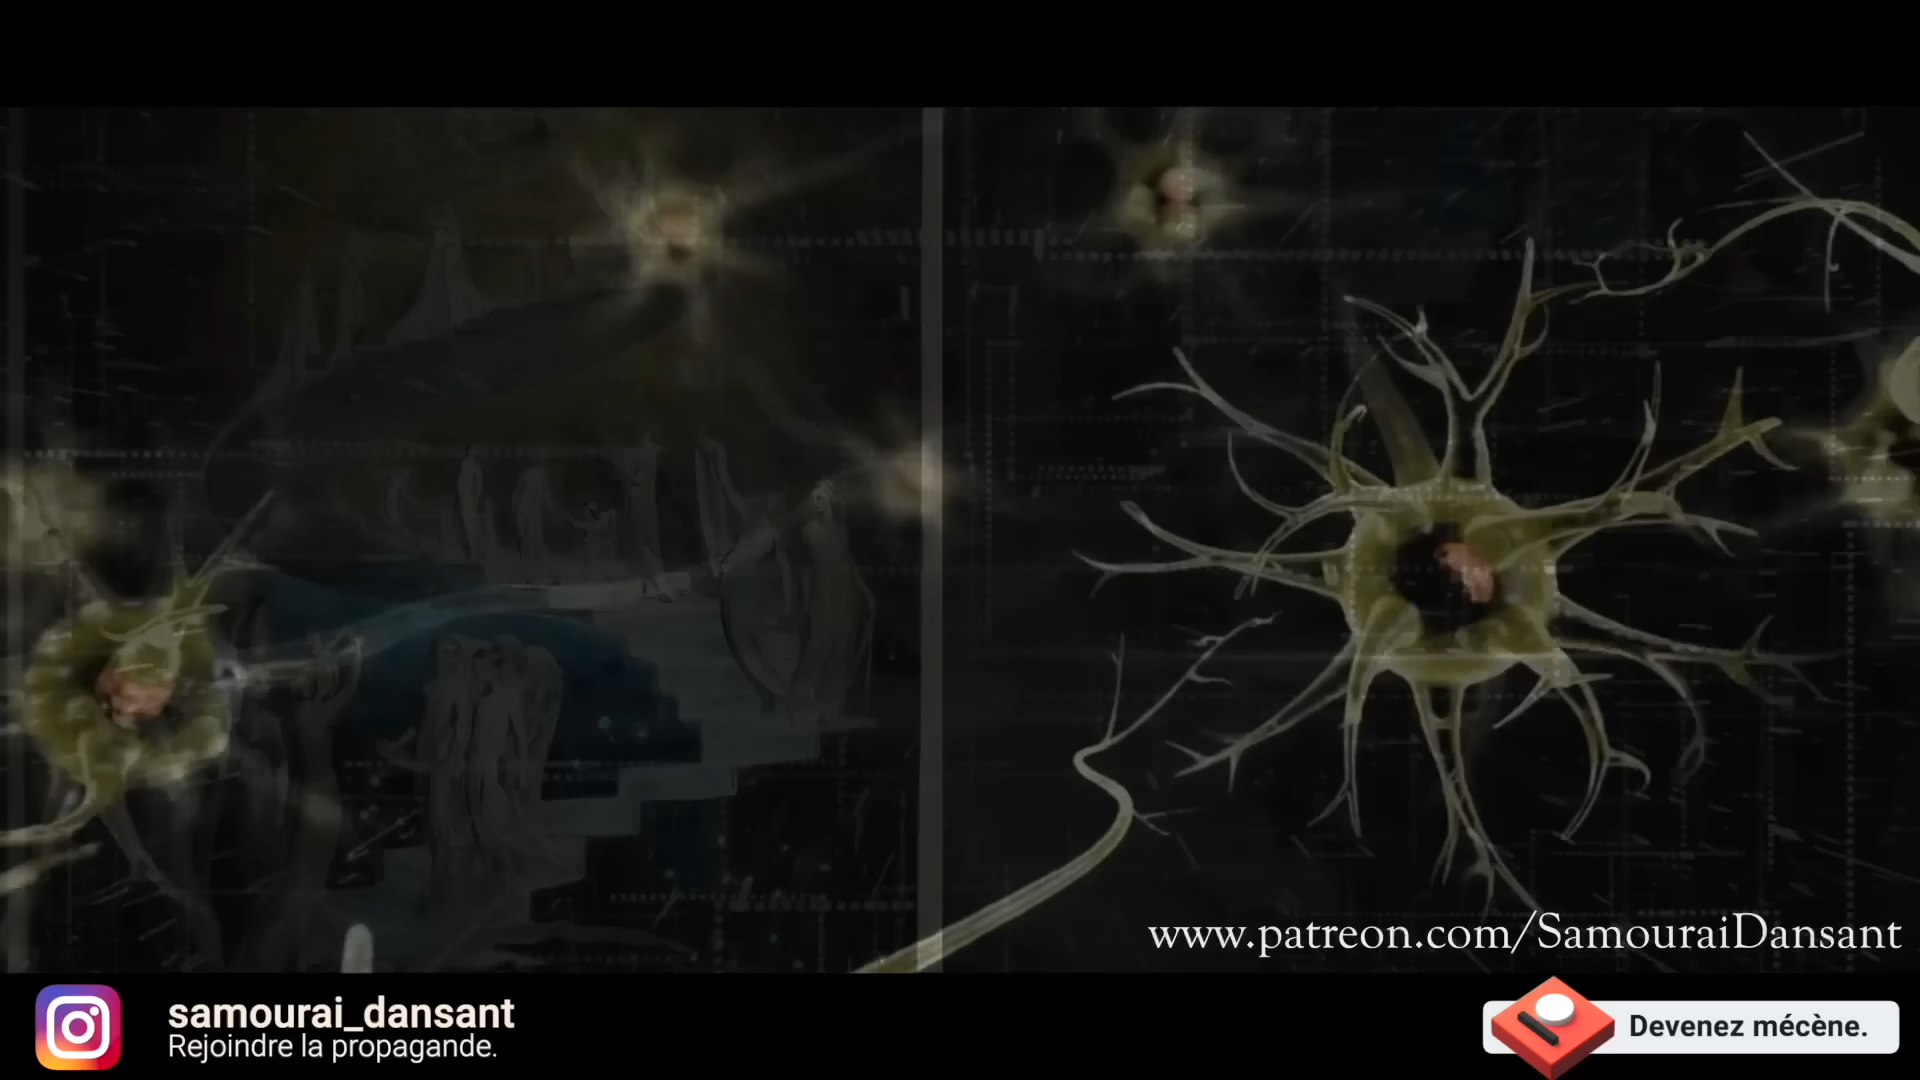 www.patreon.com/SamouraiDansant
samourai_dansant
Rejoindre la propagande.
Devenez mécène.